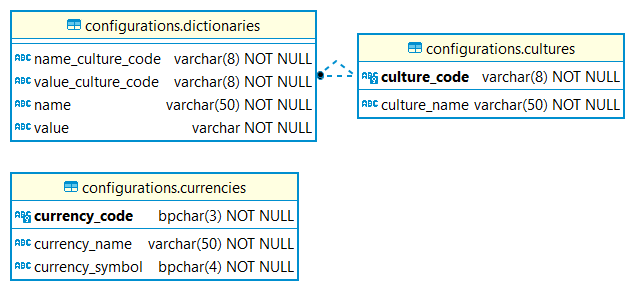 configurations.dictionaries
ABC name_culture_code varchar(8) NOT NULL
ABC value_culture_code varchar(8) NOT NULL
ABC name varchar(50) NOT NULL
ABC value varchar NOT NULL
configurations.cultures
ABC culture_code varchar(8) NOT NULL
ABC culture_name varchar(50) NOT NULL
configurations.currencies
ABC currency_code bpchar(3) NOT NULL
ABC currency_name varchar(50) NOT NULL
ABC currency_symbol bpchar(4) NOT NULL